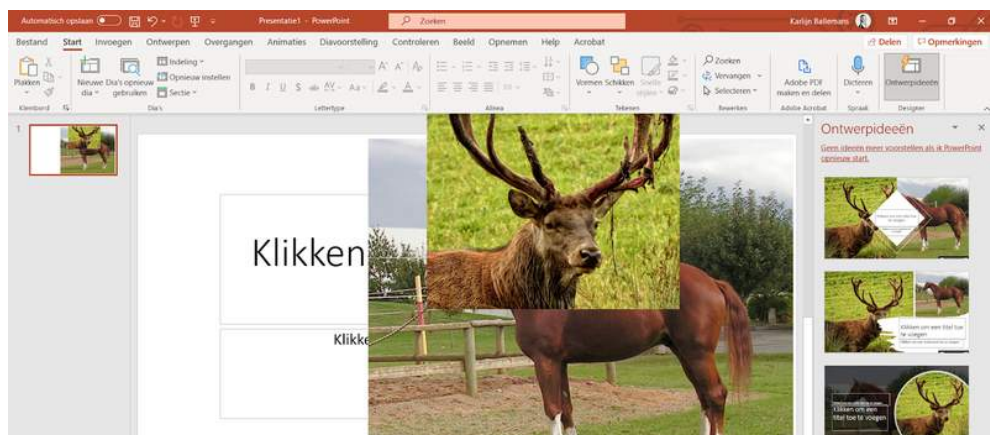 Automatisch opslaan
Presentatie1 - PowerPoint
Zoeken
Karlijn Ballemans
Bestand Start Invoegen Ontwerpen Overgangen Animaties Diavoorstelling Controleren Beeld Opnemen Help Acrobat
Delen Opmerkingen
Plakken
Nieuwe dia
Dia's opnieuw gebruiken
Indeling
Opnieuw instellen
Sectie
Vormen Schikken
Zoeken
Vervangen
Selecteren
Adobe PDF maken en delen
Dicteren
Ontwerpideeën
Klembord Dia's Lettertype Alinea Tekenen Bewerken Adobe Acrobat Spraak Designer
1
Klikken
Klikke
Ontwerpideeën
Geen ideeën meer voorstellen als ik PowerPoint
opnieuw start.
Klikken om een titel toe
te voegen
Klikken om een
titel toe te voegen